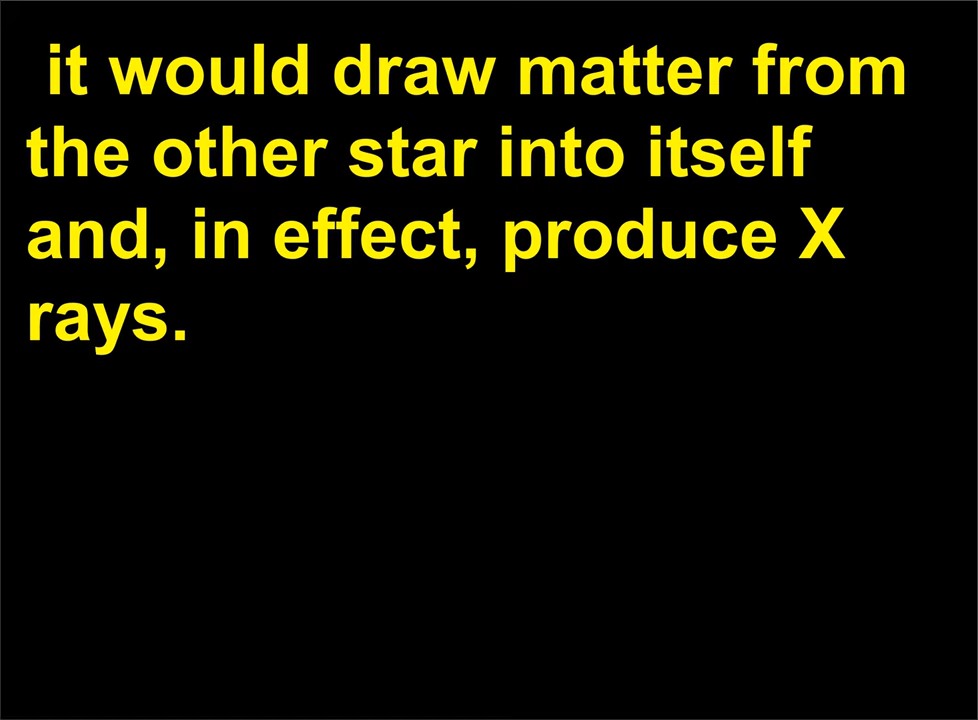 it would draw matter from
the other star into itself
and, in effect, produce X
rays.